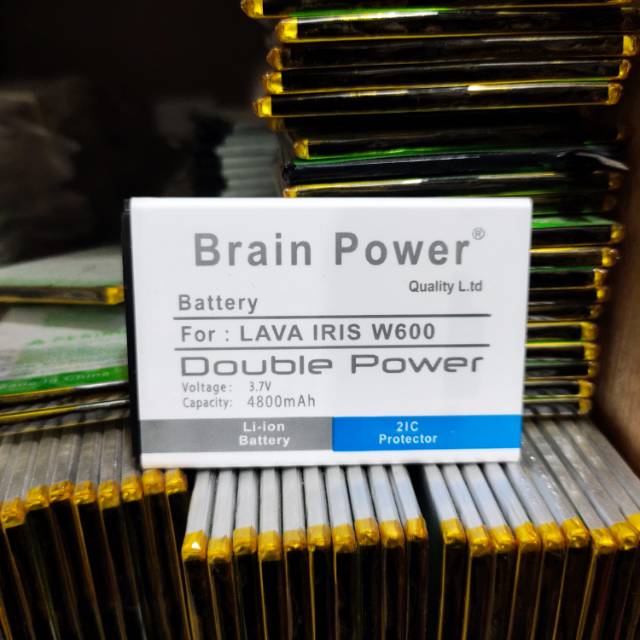 Brain Power®
Quality L.td
Battery
For : LAVA IRIS W600
Double Power
Voltage: 3.7V
Capacity: 4800mAh
Li-Ion
Battery
2IC
Protector